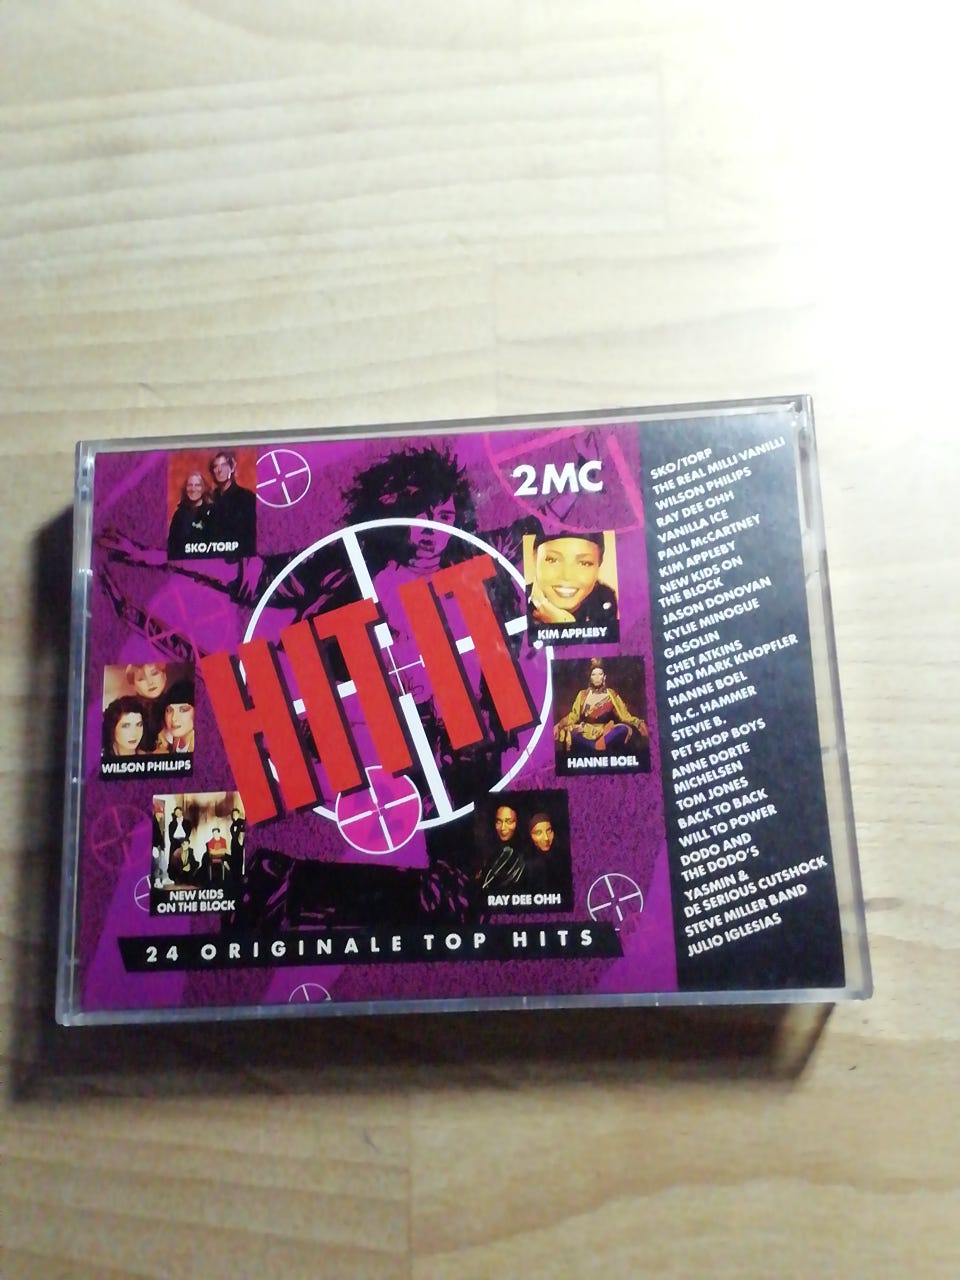 2MC
SKO/TORP
HIT IT
KIM APPLEBY
WILSON PHILLIPS
HANNE BOEL
NEW KIDS
ON THE BLOCK
RAY DEE OHH
24 ORIGINALE TOP HITS
SKO/TORP
THE REAL MILLI VANILLI
WILSON PHILIPS
RAY DEE OHH
VANILLA ICE
PAUL McCARTNEY
KIM APPLEBY
NEW KIDS ON
THE BLOCK
JASON DONOVAN
KYLIE MINOGUE
GASOLIN
CHET ATKINS
AND MARK KNOPFLER
HANNE BOEL
M.C. HAMMER
STEVIE B.
PET SHOP BOYS
ANNE DORTE
MICHELSEN
TOM JONES
BACK TO BACK
WILL TO POWER
DODO AND
THE DODO'S
YASMIN &
DE SERIOUS CUTSHOCK
STEVE MILLER BAND
JULIO IGLESIAS